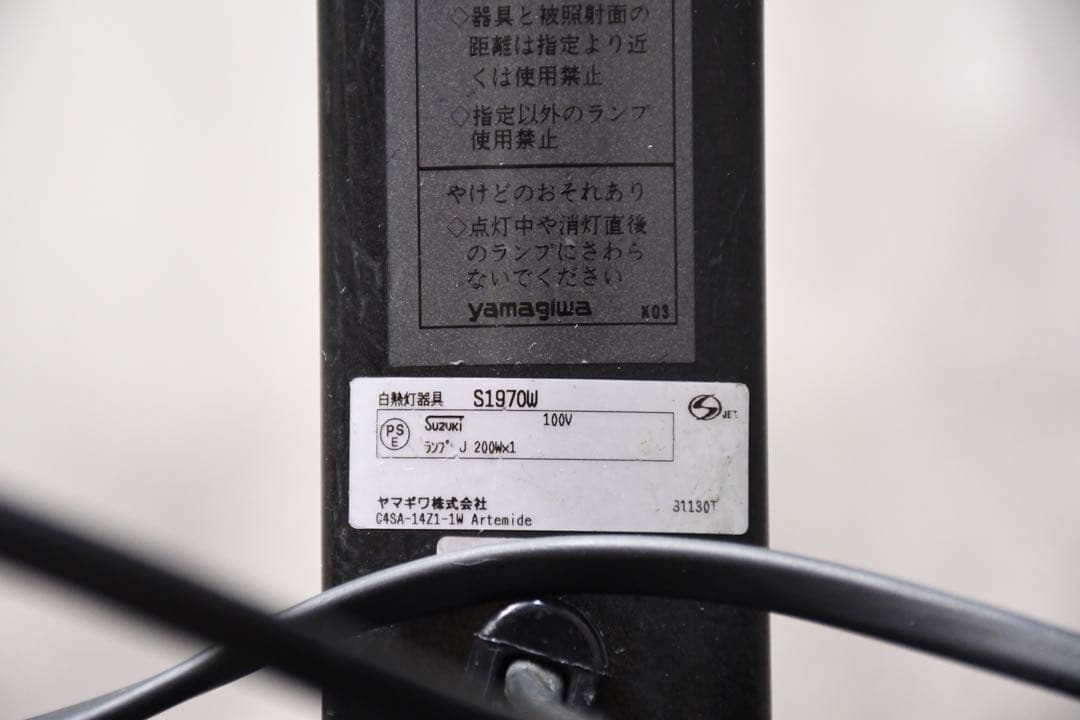 ◇器具と被照射面の
距離は指定より近
くは使用禁止
◇指定以外のランプ
使用禁止
やけどのおそれあり
◇点灯中や消灯直後
のランプにさわら
ないでください
yamagiwa X03
白熱灯器具 S1970W
PS
E
SUZUKI 100V
ﾗﾝﾌﾟ J 200W×1
JET
ヤマギワ株式会社 31130T
G4SA-14Z1-1W Artemide